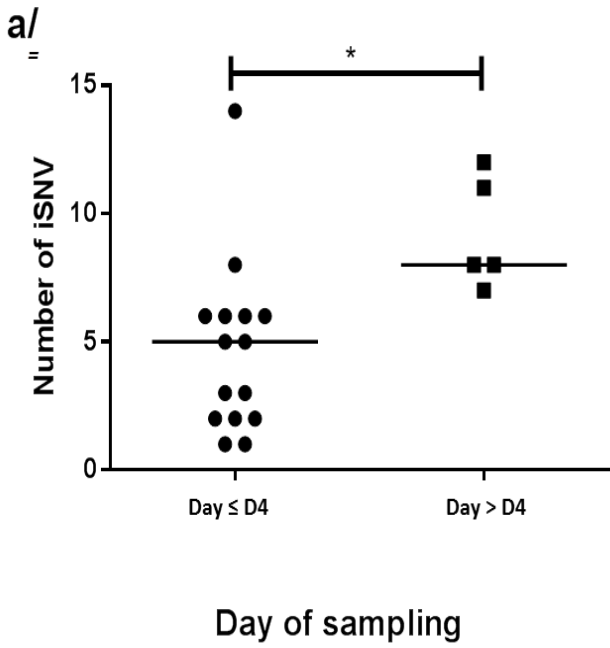 a/
=
*
15
10
5
0
Number of iSNV
Day ≤ D4
Day > D4
Day of sampling